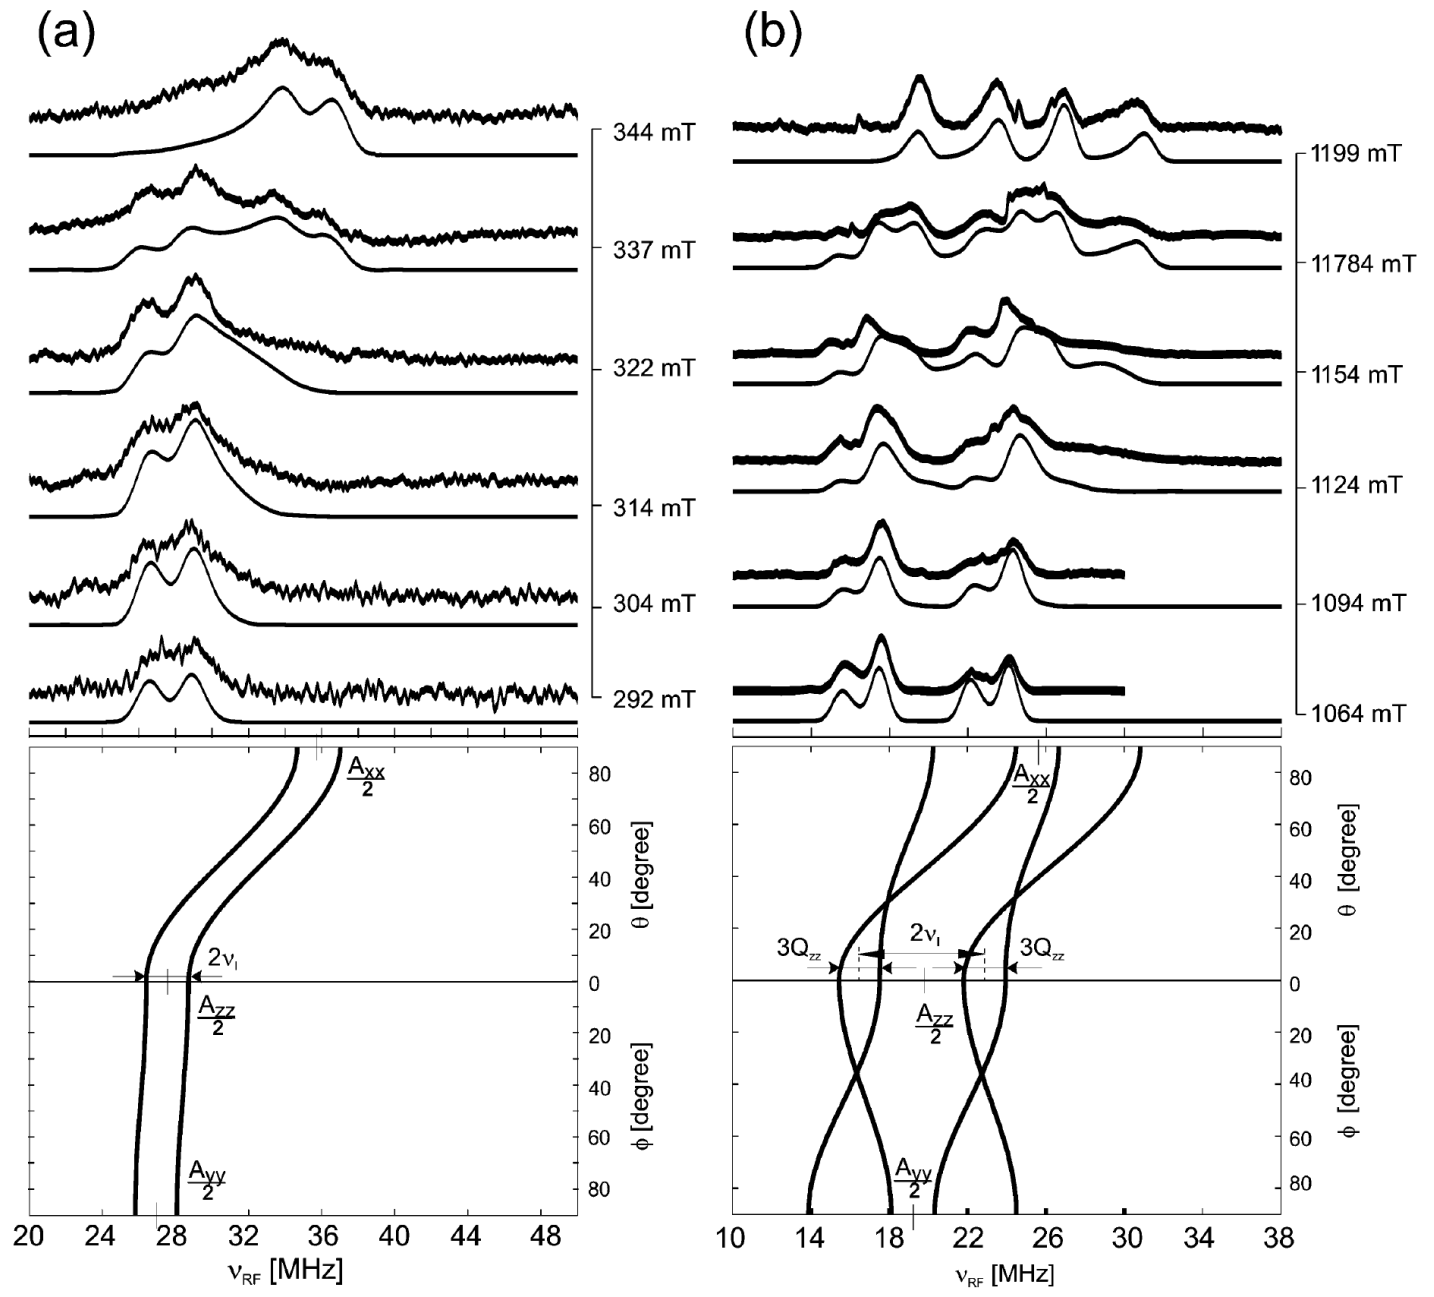 (a)
344 mT
337 mT
322 mT
314 mT
304 mT
292 mT
Axx
2
80
60
40
20
0
θ [degree]
2νI
Azz
2
20
40
60
80
φ [degree]
Ayy
2
20 24 28 32 36 40 44 48
νRF [MHz]
(b)
1199 mT
11784 mT
1154 mT
1124 mT
1094 mT
1064 mT
Axx
2
80
60
40
20
0
θ [degree]
3Qzz 2νI 3Qzz
Azz
2
20
40
60
80
φ [degree]
Ayy
2
10 14 18 22 26 30 34 38
νRF [MHz]